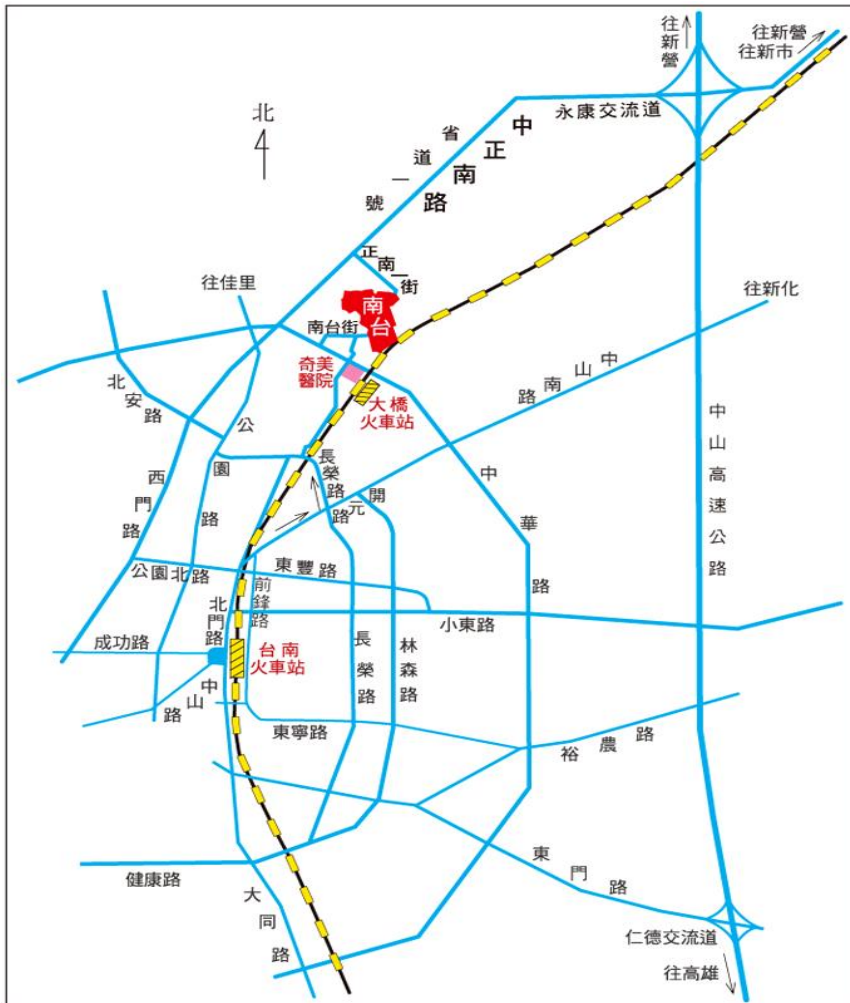 往新營
往新營
往新市
北
永康交流道
省道一號
中正南路
正南一街
往佳里
南台
南台街
往新化
奇美
醫院
大橋
火車站
中山南路
北安路
公園路
中山高速公路
西門路
長榮路
開元路
中華路
公園北路
東豐路
前鋒路
北門路
小東路
成功路
台南
火車站
長榮路
林森路
中山路
東寧路
裕農路
東門路
健康路
大同路
仁德交流道
往高雄